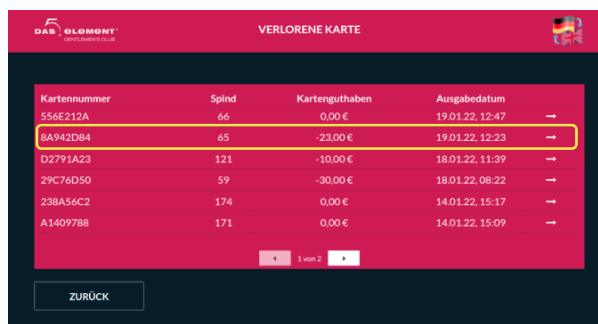 5
DAS ELEMENT
GENTLEMEN'S CLUB
VERLORENE KARTE
Kartennummer Spind Kartenguthaben Ausgabedatum
556E212A 66 0,00 € 19.01.22, 12:47 →
8A942D84 65 -23,00 € 19.01.22, 12:23 →
D2791A23 121 -10,00 € 18.01.22, 11:39 →
29C76D50 59 -30,00 € 18.01.22, 08:22 →
238A56C2 174 0,00 € 14.01.22, 15:17 →
A1409788 171 0,00 € 14.01.22, 15:09 →
1 von 2
ZURÜCK